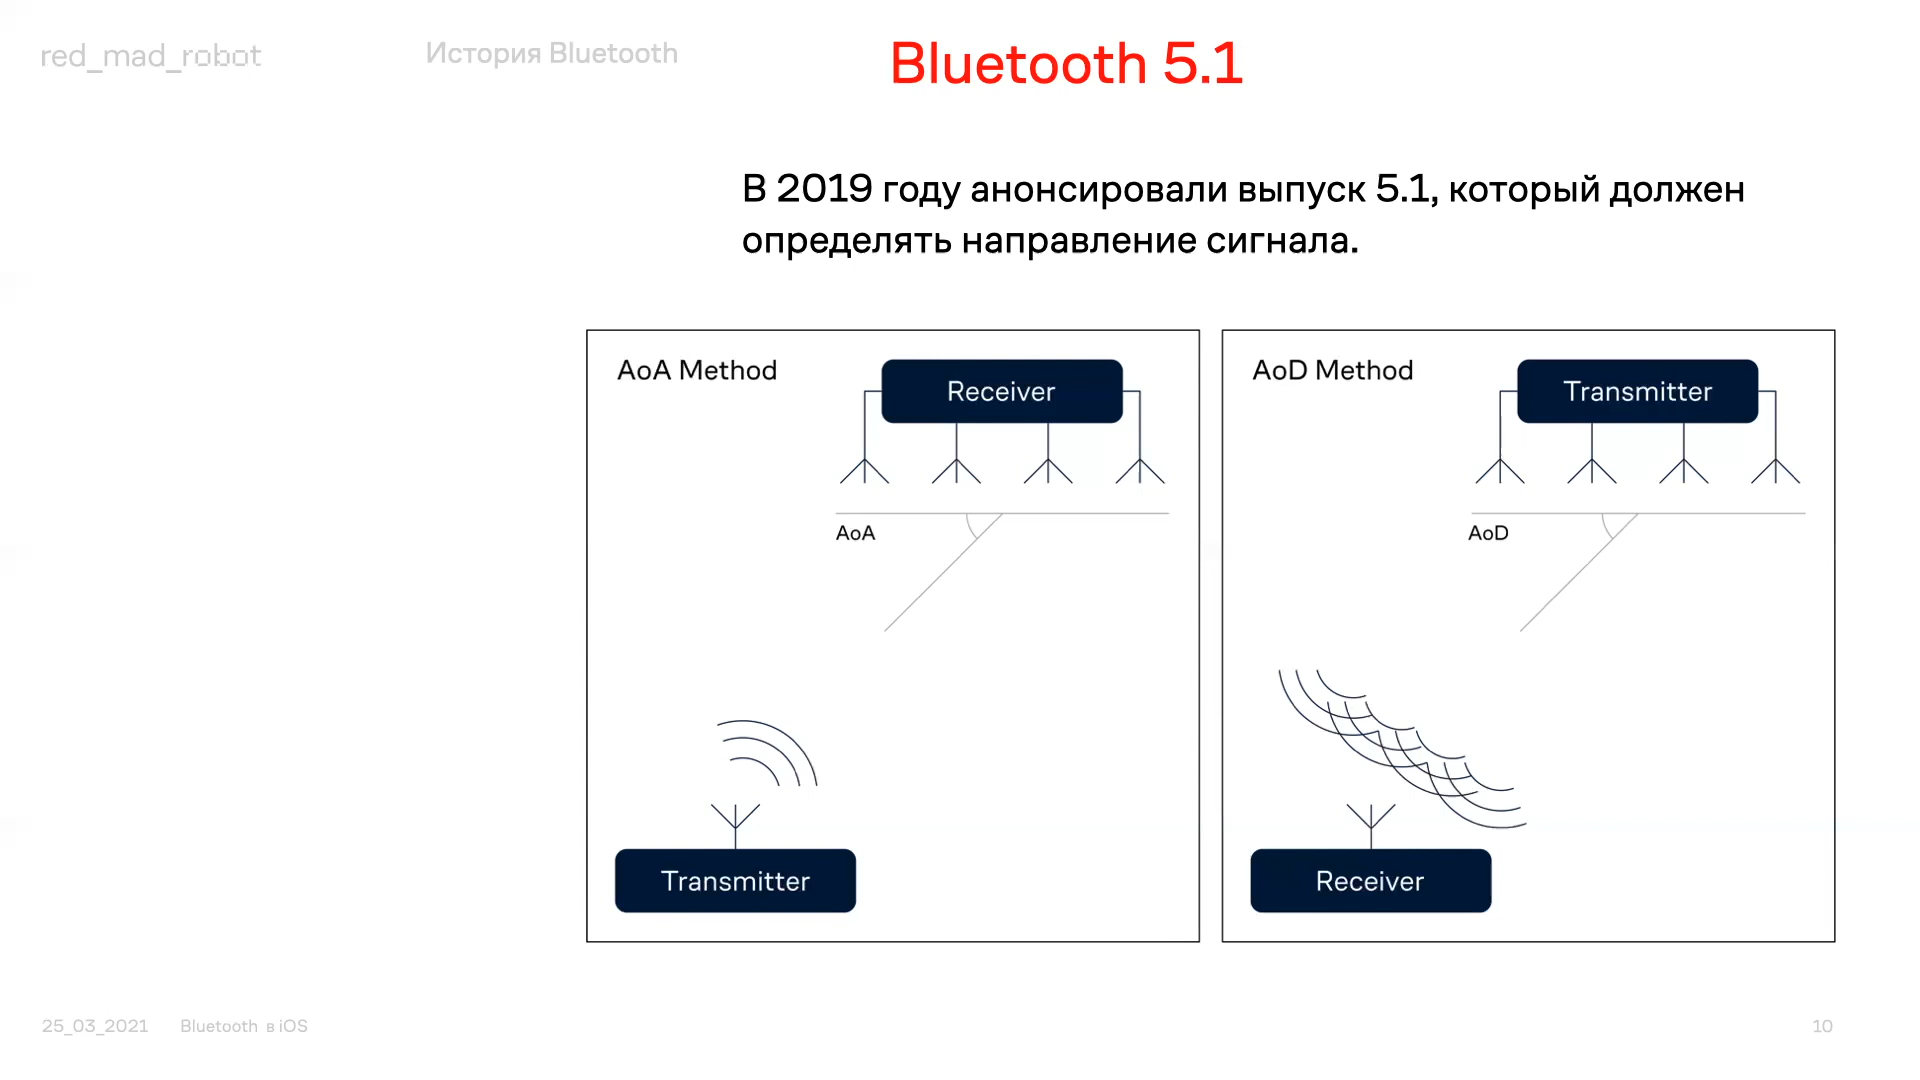 red_mad_robot
История Bluetooth
Bluetooth 5.1
В 2019 году анонсировали выпуск 5.1, который должен
определять направление сигнала.
AoA Method
Receiver
AoA
Transmitter
AoD Method
Transmitter
AoD
Receiver
25_03_2021
Bluetooth в iOS
10